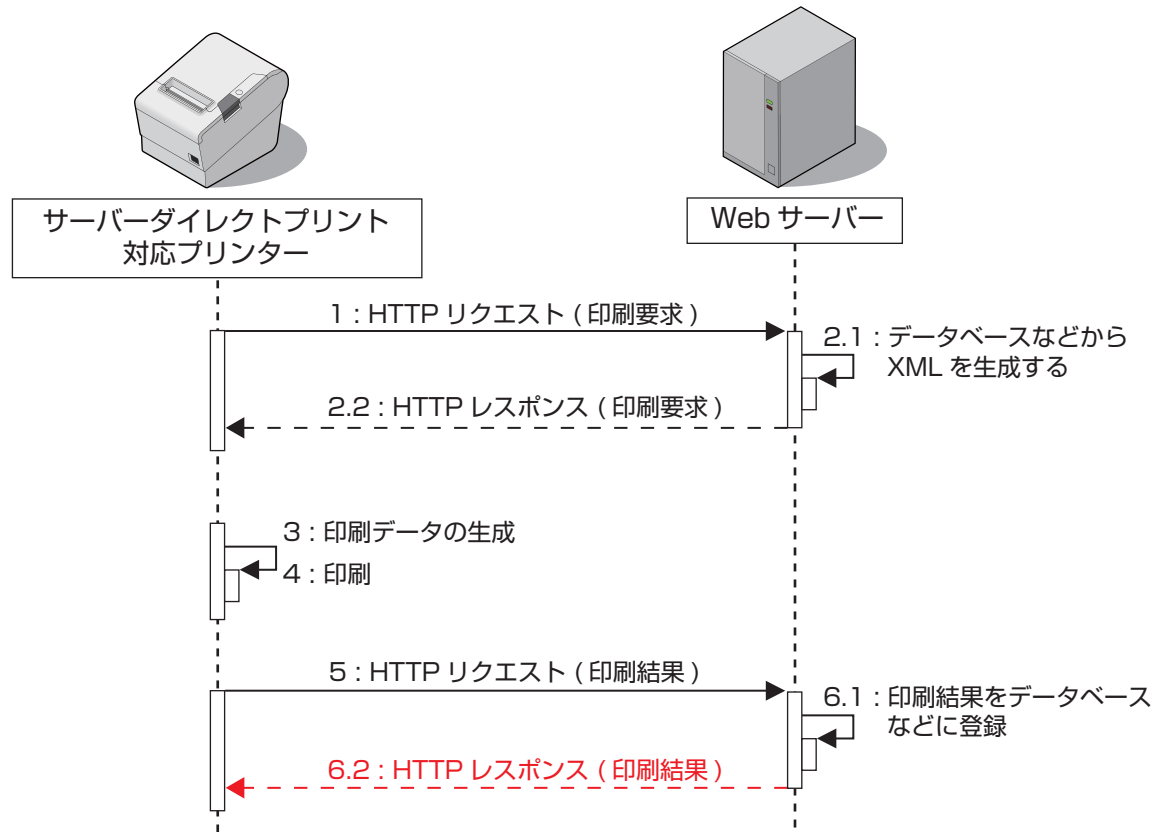 サーバーダイレクトプリント
対応プリンター
Web サーバー
1 : HTTP リクエスト ( 印刷要求 )
2.1 : データベースなどから
XML を生成する
2.2 : HTTP レスポンス ( 印刷要求 )
3 : 印刷データの生成
4 : 印刷
5 : HTTP リクエスト ( 印刷結果 )
6.1 : 印刷結果をデータベース
などに登録
6.2 : HTTP レスポンス ( 印刷結果 )